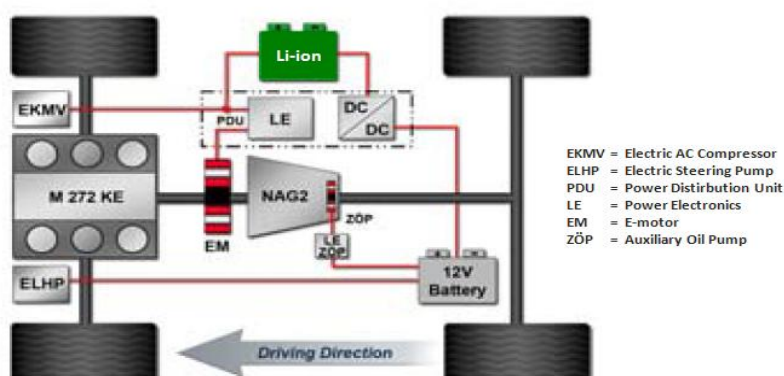 Li-ion
EKMV
PDU
LE
DC
DC
M 272 KE
NAG2
EM
ZÖP
LE
ZÖP
12V
Battery
ELHP
Driving Direction
EKMV = Electric AC Compressor
ELHP = Electric Steering Pump
PDU = Power Distirbution Unit
LE = Power Electronics
EM = E-motor
ZÖP = Auxiliary Oil Pump